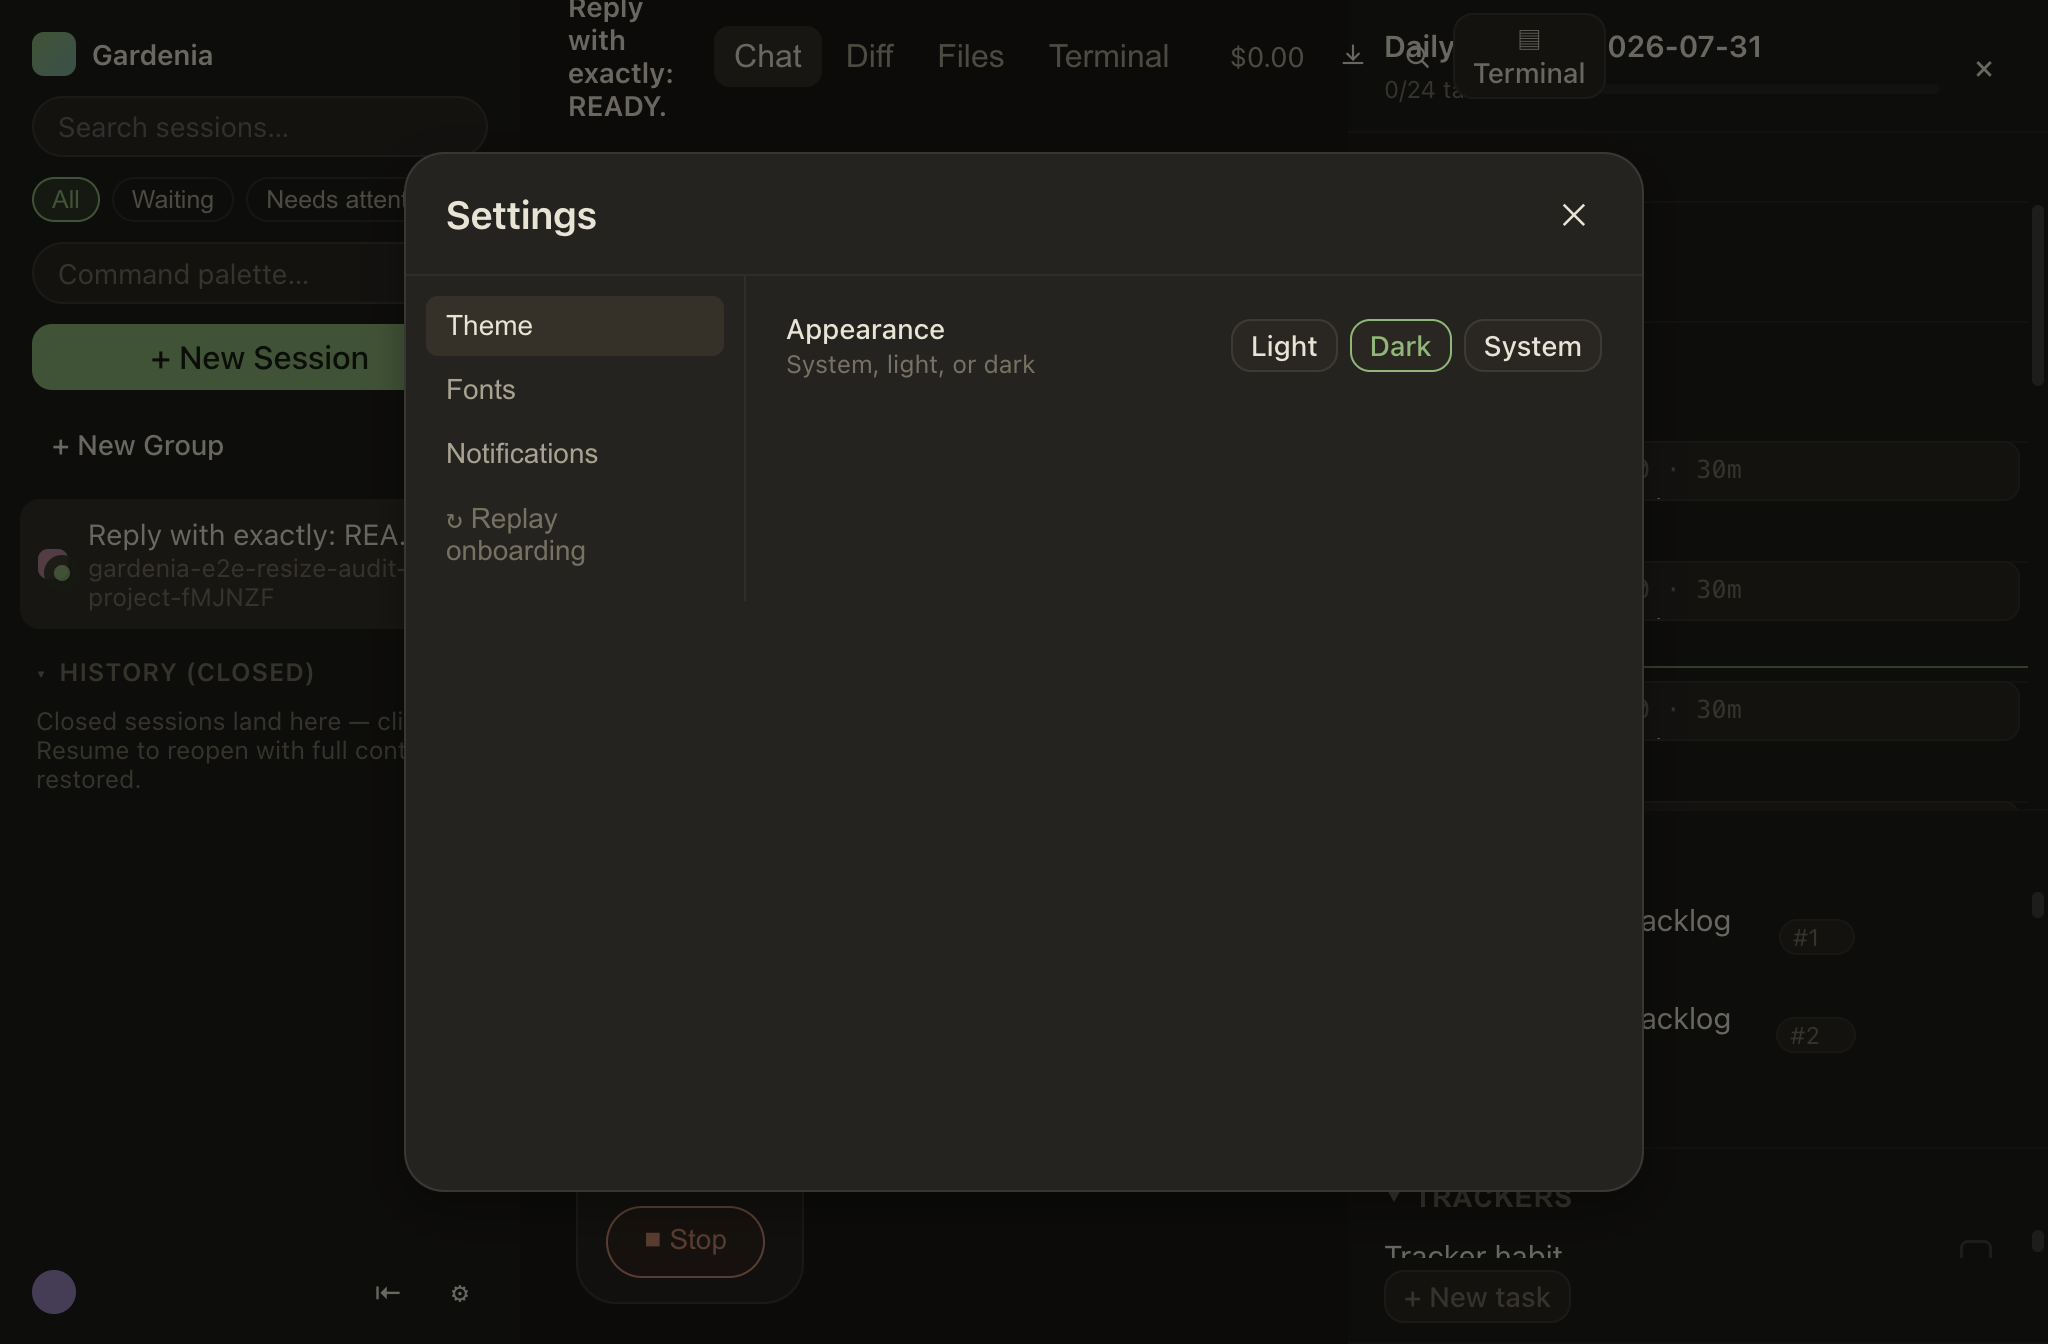 Gardenia
Search sessions...
All
Waiting
Needs attent
Command palette...
+ New Session
+ New Group
Reply with exactly: REA.
gardenia-e2e-resize-audit-
project-fMJNZF
HISTORY (CLOSED)
Closed sessions land here — cli
Resume to reopen with full cont
restored.
Reply
with
exactly:
READY.
Chat
Diff
Files
Terminal
$0.00
Daily
026-07-31
Terminal
0/24 ta
Settings
Theme
Fonts
Notifications
↻ Replay
onboarding
Appearance
System, light, or dark
Light
Dark
System
· 30m
· 30m
· 30m
acklog
#1
acklog
#2
TRACKERS
Tracker habit
+ New task
Stop